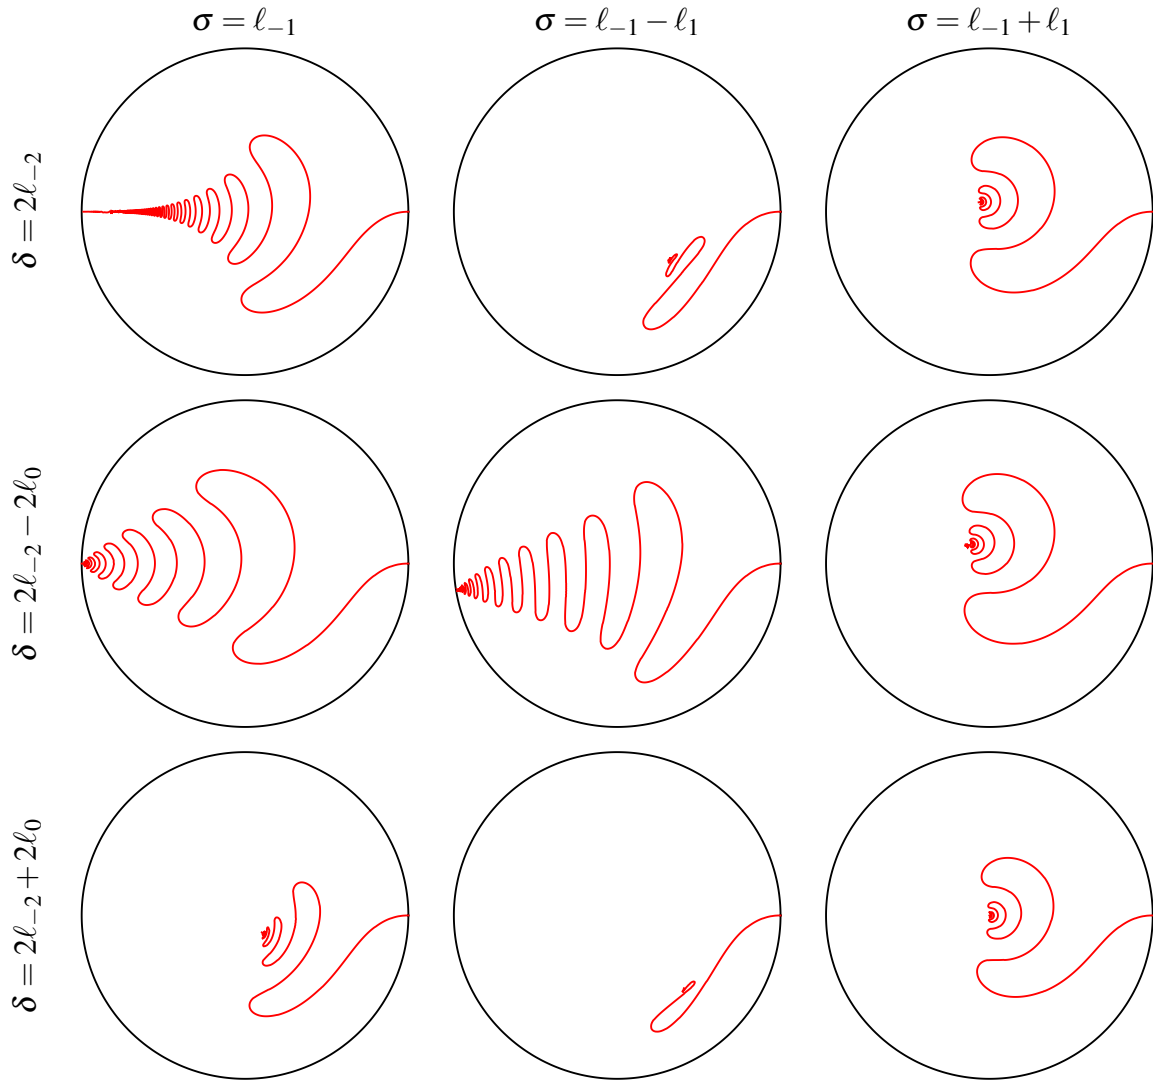 σ = ℓ₋₁
σ = ℓ₋₁ − ℓ₁
σ = ℓ₋₁ + ℓ₁
δ = 2ℓ₋₂
δ = 2ℓ₋₂ − 2ℓ₀
δ = 2ℓ₋₂ + 2ℓ₀